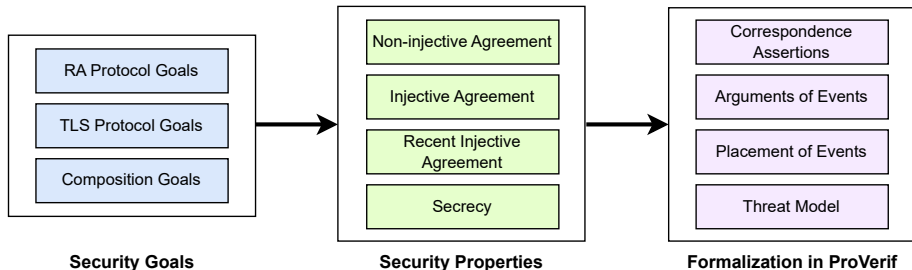 RA Protocol Goals
TLS Protocol Goals
Composition Goals
Security Goals
Non-injective Agreement
Injective Agreement
Recent Injective
Agreement
Secrecy
Security Properties
Correspondence
Assertions
Arguments of Events
Placement of Events
Threat Model
Formalization in ProVerif